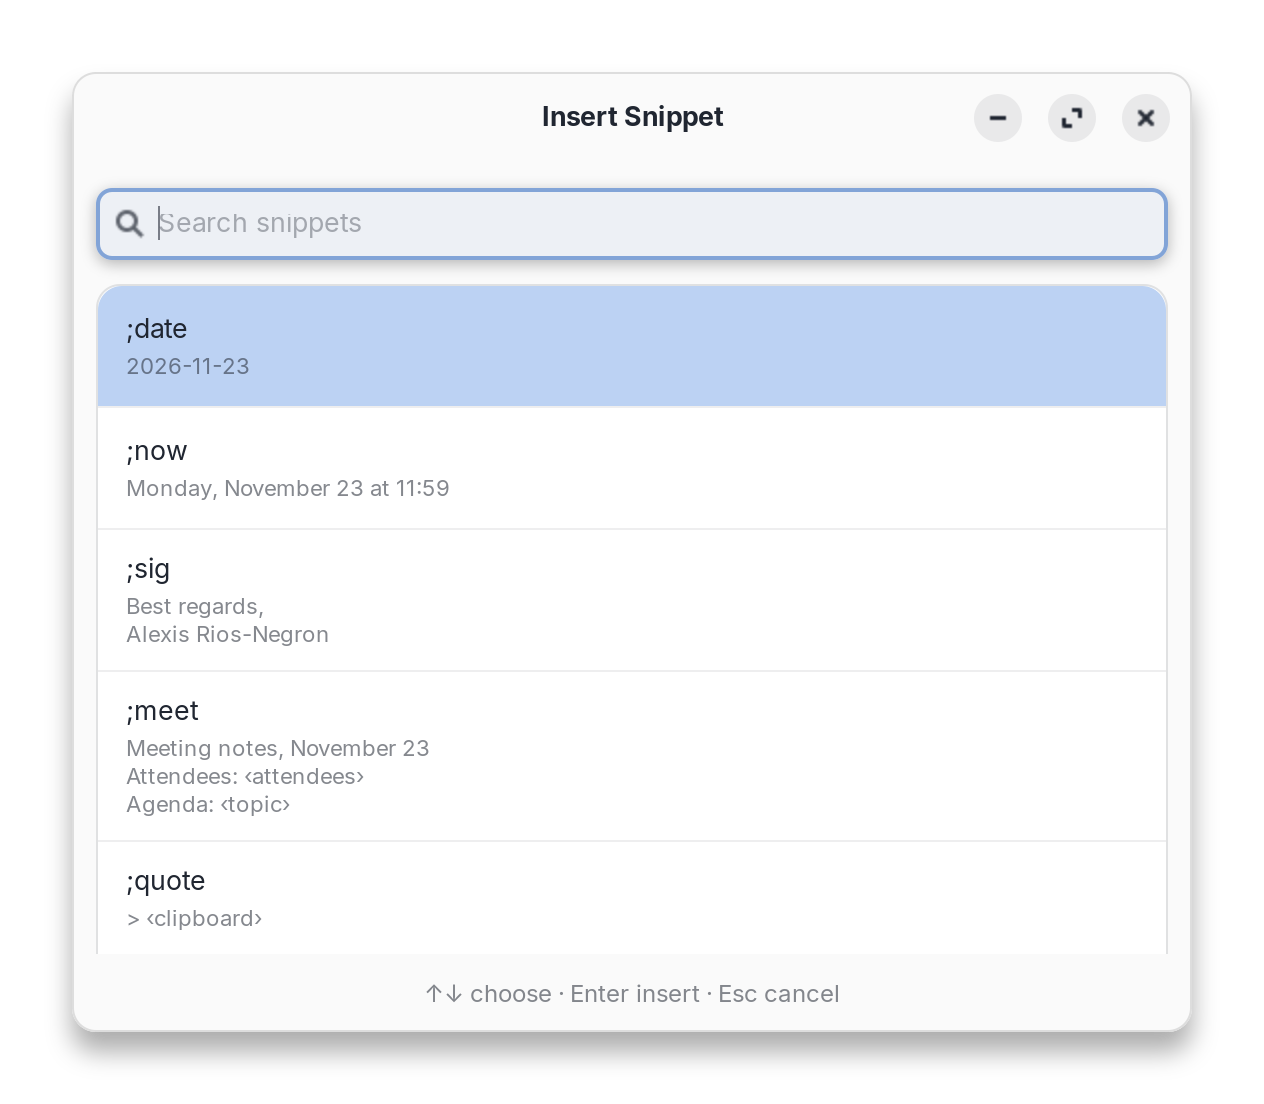 Insert Snippet
Search snippets
;date
2026-11-23
;now
Monday, November 23 at 11:59
;sig
Best regards,
Alexis Rios-Negron
;meet
Meeting notes, November 23
Attendees: ‹attendees›
Agenda: ‹topic›
;quote
> ‹clipboard›
↑↓ choose · Enter insert · Esc cancel